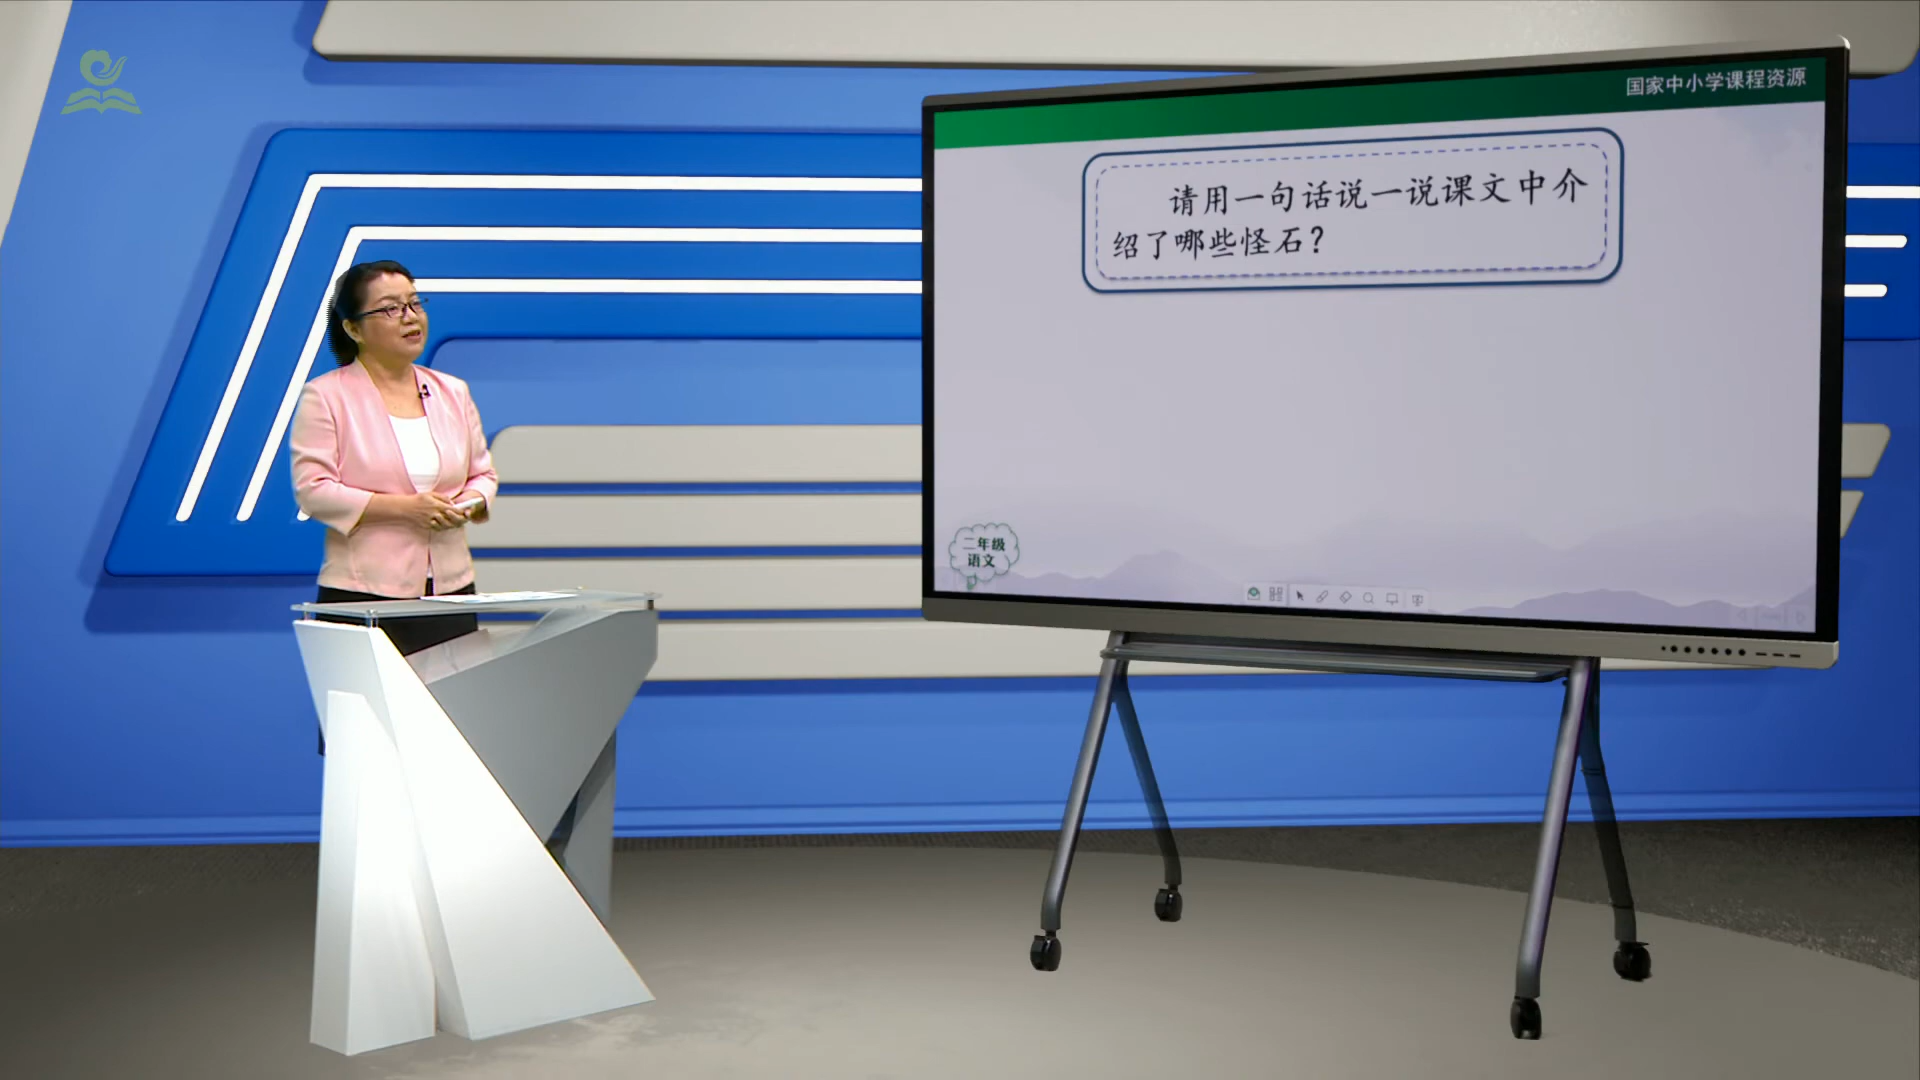 国家中小学课程资源
请用一句话说一说课文中介
绍了哪些怪石?
二年级
语文